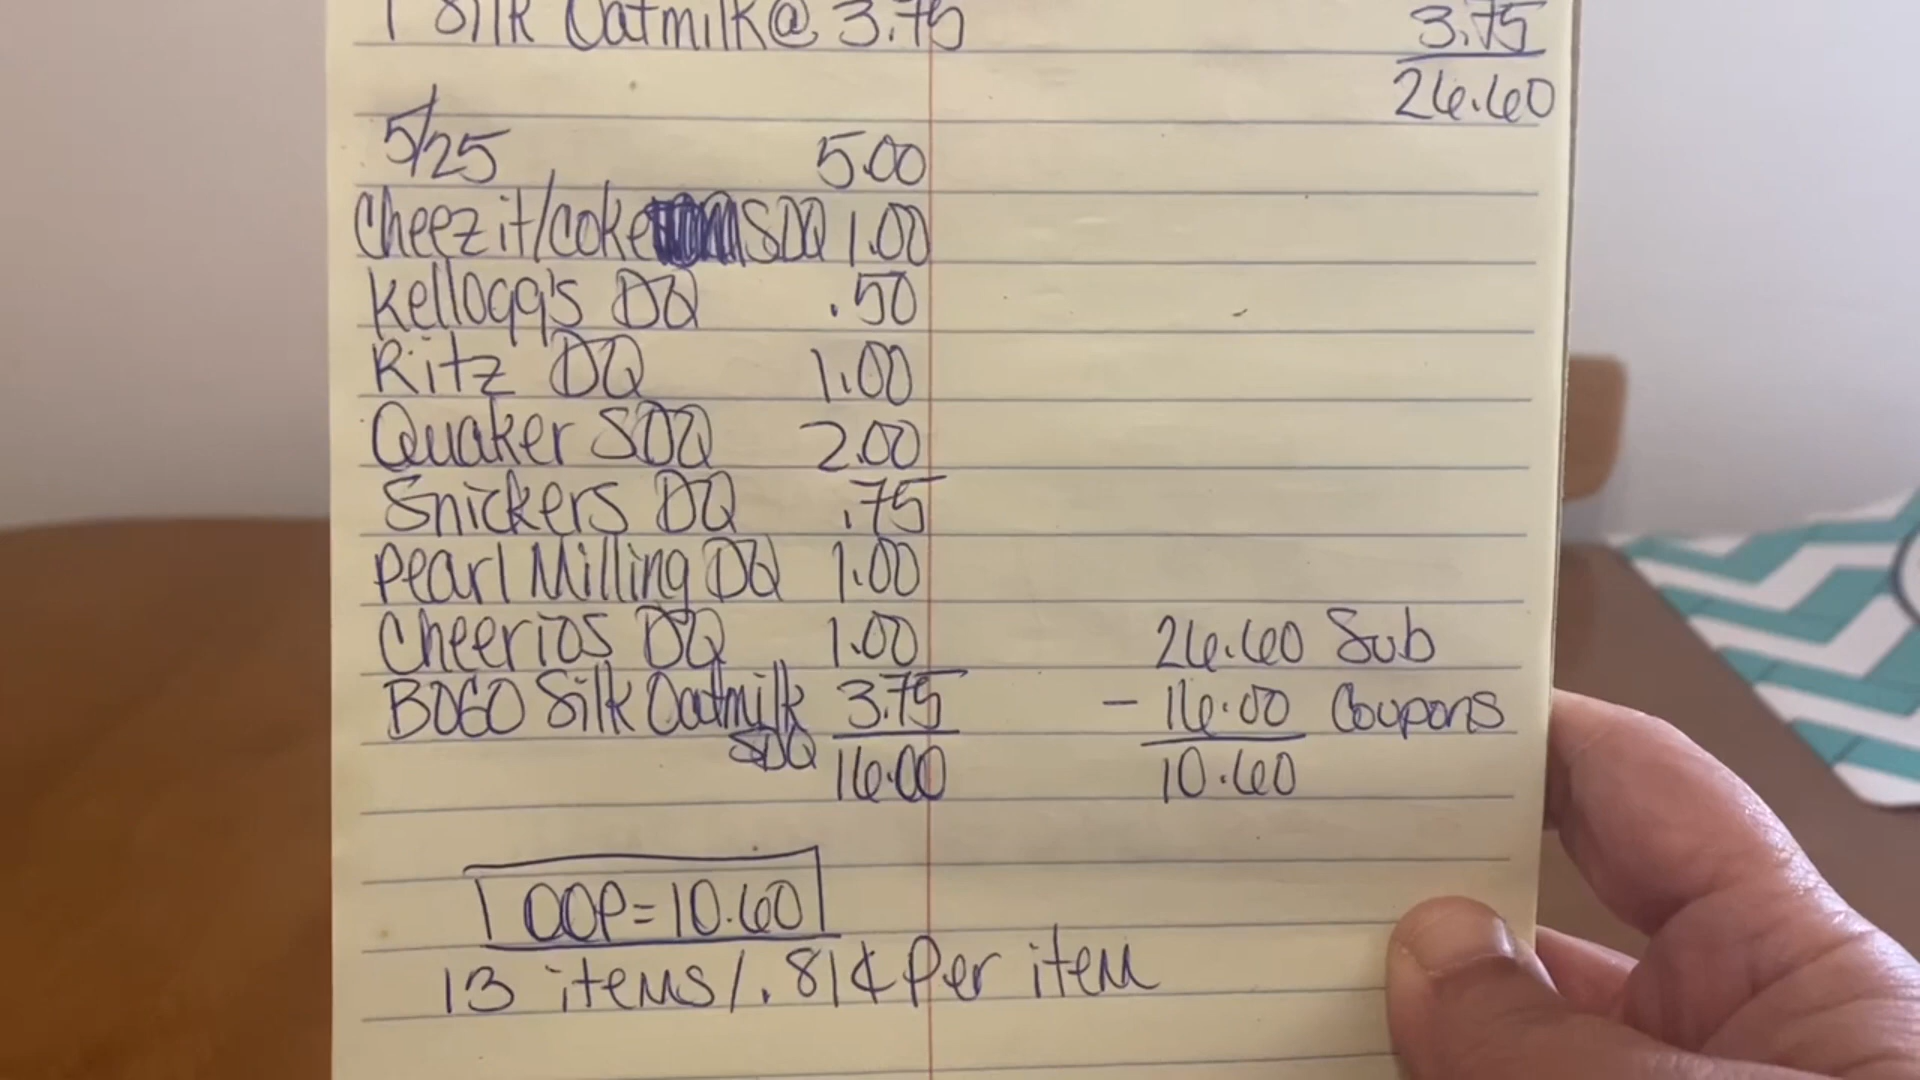 1 Silk Oatmilk@ 3.75 3.75
26.60
5/25 5.00
Cheez it/coke SDQ 1.00
Kellogg's DQ .50
Ritz DQ 1.00
Quaker SDQ 2.00
Snickers DQ .75
Pearl Milling DQ 1.00
Cheerios DQ 1.00 26.60 Sub
BOGO Silk Oatmilk 3.75 - 16.00 Coupons
SDQ 16.00 10.60
OOP=10.60
13 items/.81¢ Per item